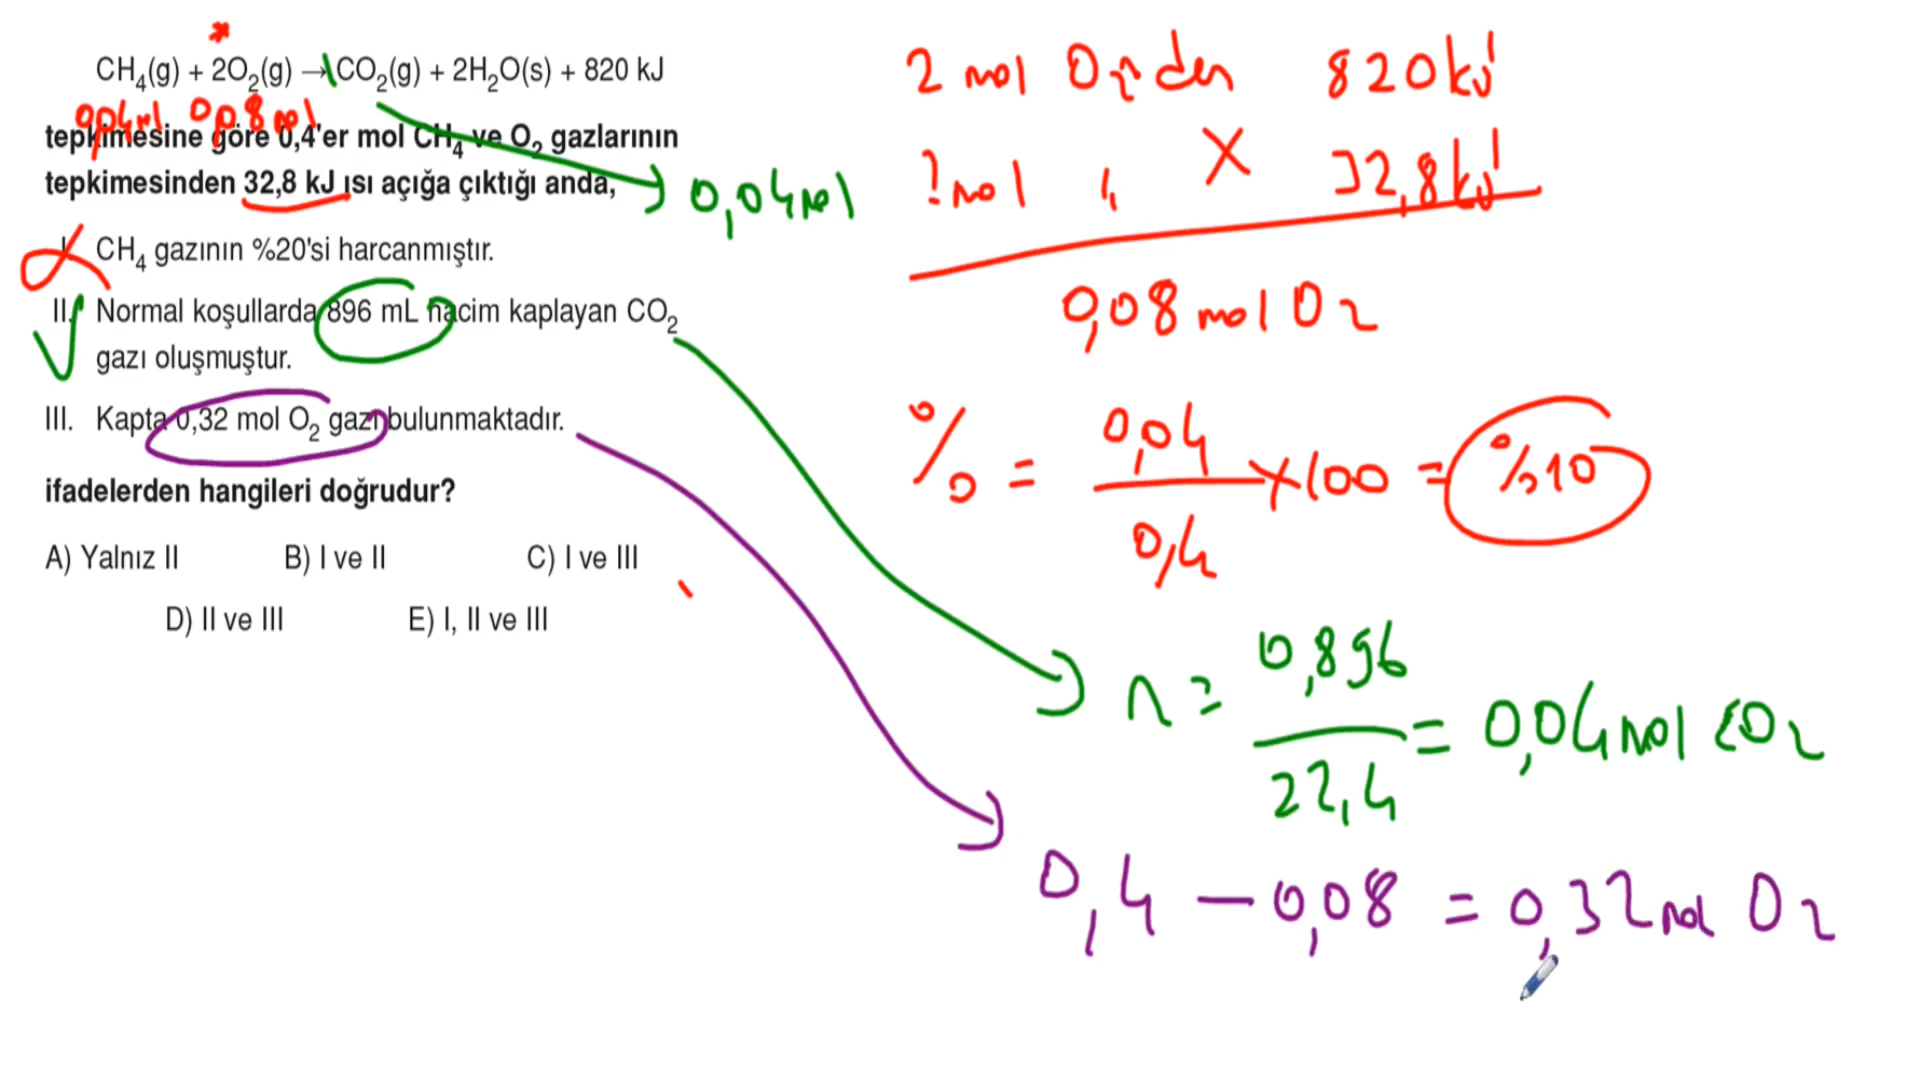 CH₄(g) + 2O₂(g) → 1CO₂(g) + 2H₂O(s) + 820 kJ
0,04 mol 0,08 mol
tepkimesine göre 0,4'er mol CH₄ ve O₂ gazlarının
tepkimesinden 32,8 kJ ısı açığa çıktığı anda,
0,04 mol
I. CH₄ gazının %20'si harcanmıştır.
II. Normal koşullarda 896 mL hacim kaplayan CO₂
gazı oluşmuştur.
III. Kapta 0,32 mol O₂ gazı bulunmaktadır.
ifadelerden hangileri doğrudur?
A) Yalnız II B) I ve II C) I ve III
D) II ve III E) I, II ve III
2 mol O₂'den 820 kJ
? mol 32,8 kJ
0,08 mol O₂
% = 0,04 / 0,4 × 100 = %10
n = 0,896 / 22,4 = 0,04 mol CO₂
0,4 − 0,08 = 0,32 mol O₂